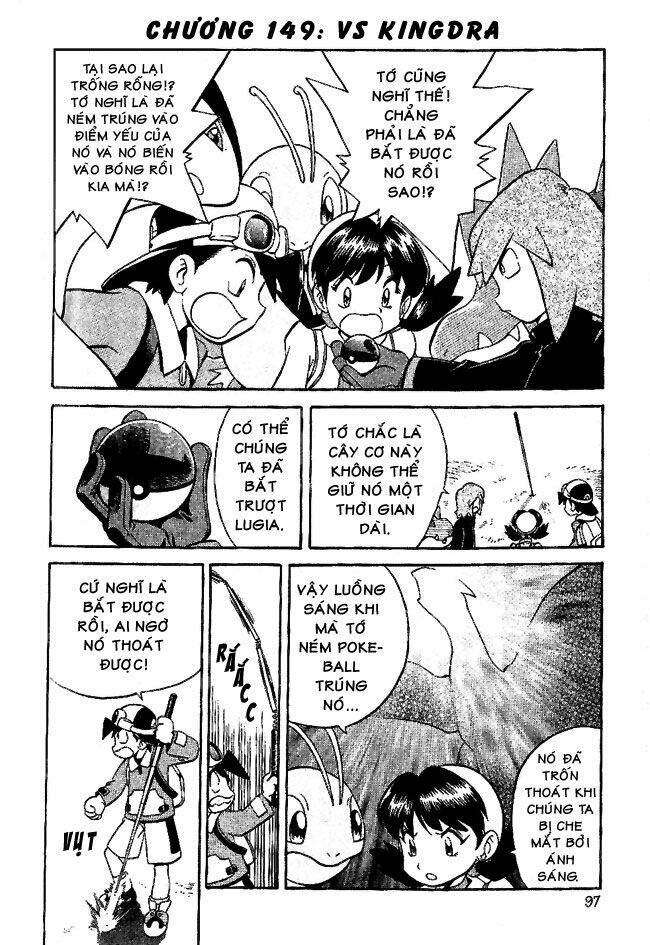 CHƯƠNG 149: VS KINGDRA
TẠI SAO LẠI
TRỐNG RỖNG!?
TỚ NGHĨ LÀ ĐÃ
NÉM TRÚNG VÀO
ĐIỂM YẾU CỦA
NÓ VÀ NÓ BIẾN
VÀO BÓNG RỒI
KIA MÀ!?
TỚ CŨNG
NGHĨ THẾ!
CHẲNG
PHẢI LÀ ĐÃ
BẮT ĐƯỢC
NÓ RỒI
SAO!?
CÓ THỂ
CHÚNG
TA ĐÃ
BẮT
TRƯỢT
LUGIA.
TỚ CHẮC LÀ
CÂY CƠ NÀY
KHÔNG THỂ
GIỮ NÓ MỘT
THỜI GIAN
DÀI.
CỨ NGHĨ LÀ
BẮT ĐƯỢC
RỒI, AI NGỜ
NÓ THOÁT
ĐƯỢC!
VỤT
RẮẮCC
VẬY LUỒNG
SÁNG KHI
MÀ TỚ
NÉM POKE-
BALL
TRÚNG
NÓ...
NÓ ĐÃ
TRỐN
THOÁT KHI
CHÚNG TA
BỊ CHE
MẮT BỞI
ÁNH
SÁNG.
97